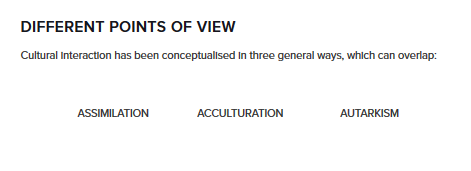 DIFFERENT POINTS OF VIEW
Cultural interaction has been conceptualised in three general ways, which can overlap:
ASSIMILATION ACCULTURATION AUTARKISM